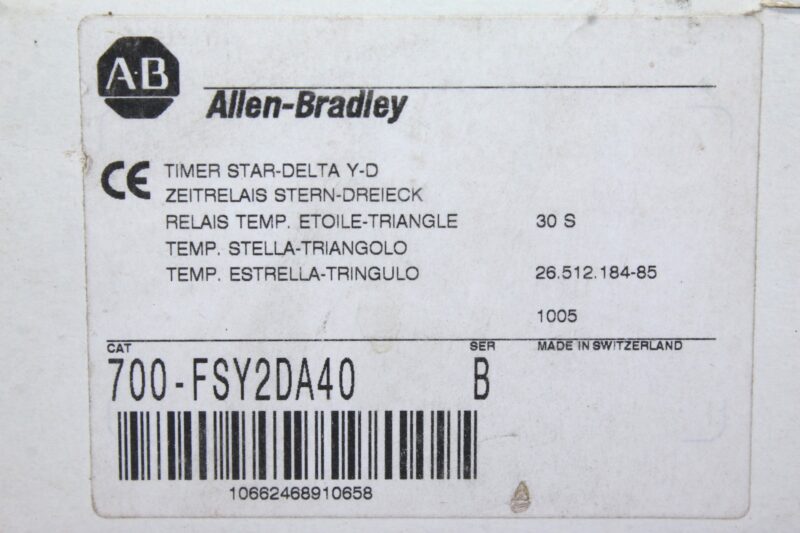 A-B
Allen-Bradley
CE TIMER STAR-DELTA Y-D
ZEITRELAIS STERN-DREIECK
RELAIS TEMP. ETOILE-TRIANGLE 30 S
TEMP. STELLA-TRIANGOLO
TEMP. ESTRELLA-TRINGULO 26.512.184-85
1005
CAT SER MADE IN SWITZERLAND
700-FSY2DA40 B
10662468910658